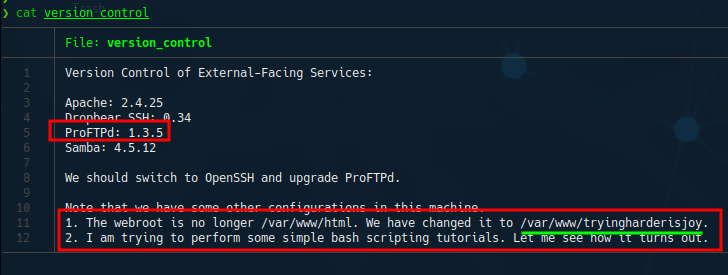 Trash
❯ cat version_control
File: version_control
1 Version Control of External-Facing Services:
2
3 Apache: 2.4.25
4 Dropbear SSH: 0.34
5 ProFTPd: 1.3.5
6 Samba: 4.5.12
7
8 We should switch to OpenSSH and upgrade ProFTPd.
9
10 Note that we have some other configurations in this machine.
11 1. The webroot is no longer /var/www/html. We have changed it to /var/www/tryingharderisjoy.
12 2. I am trying to perform some simple bash scripting tutorials. Let me see how it turns out.